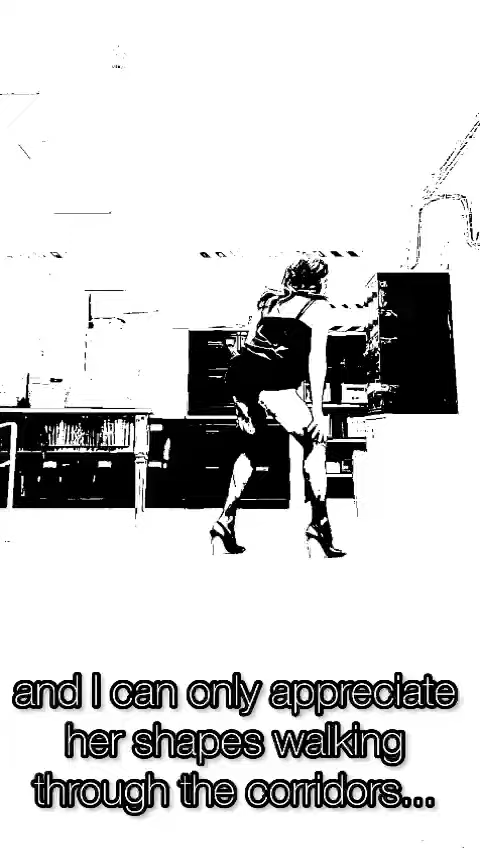 and I can only appreciate
her shapes walking
through the corridors...